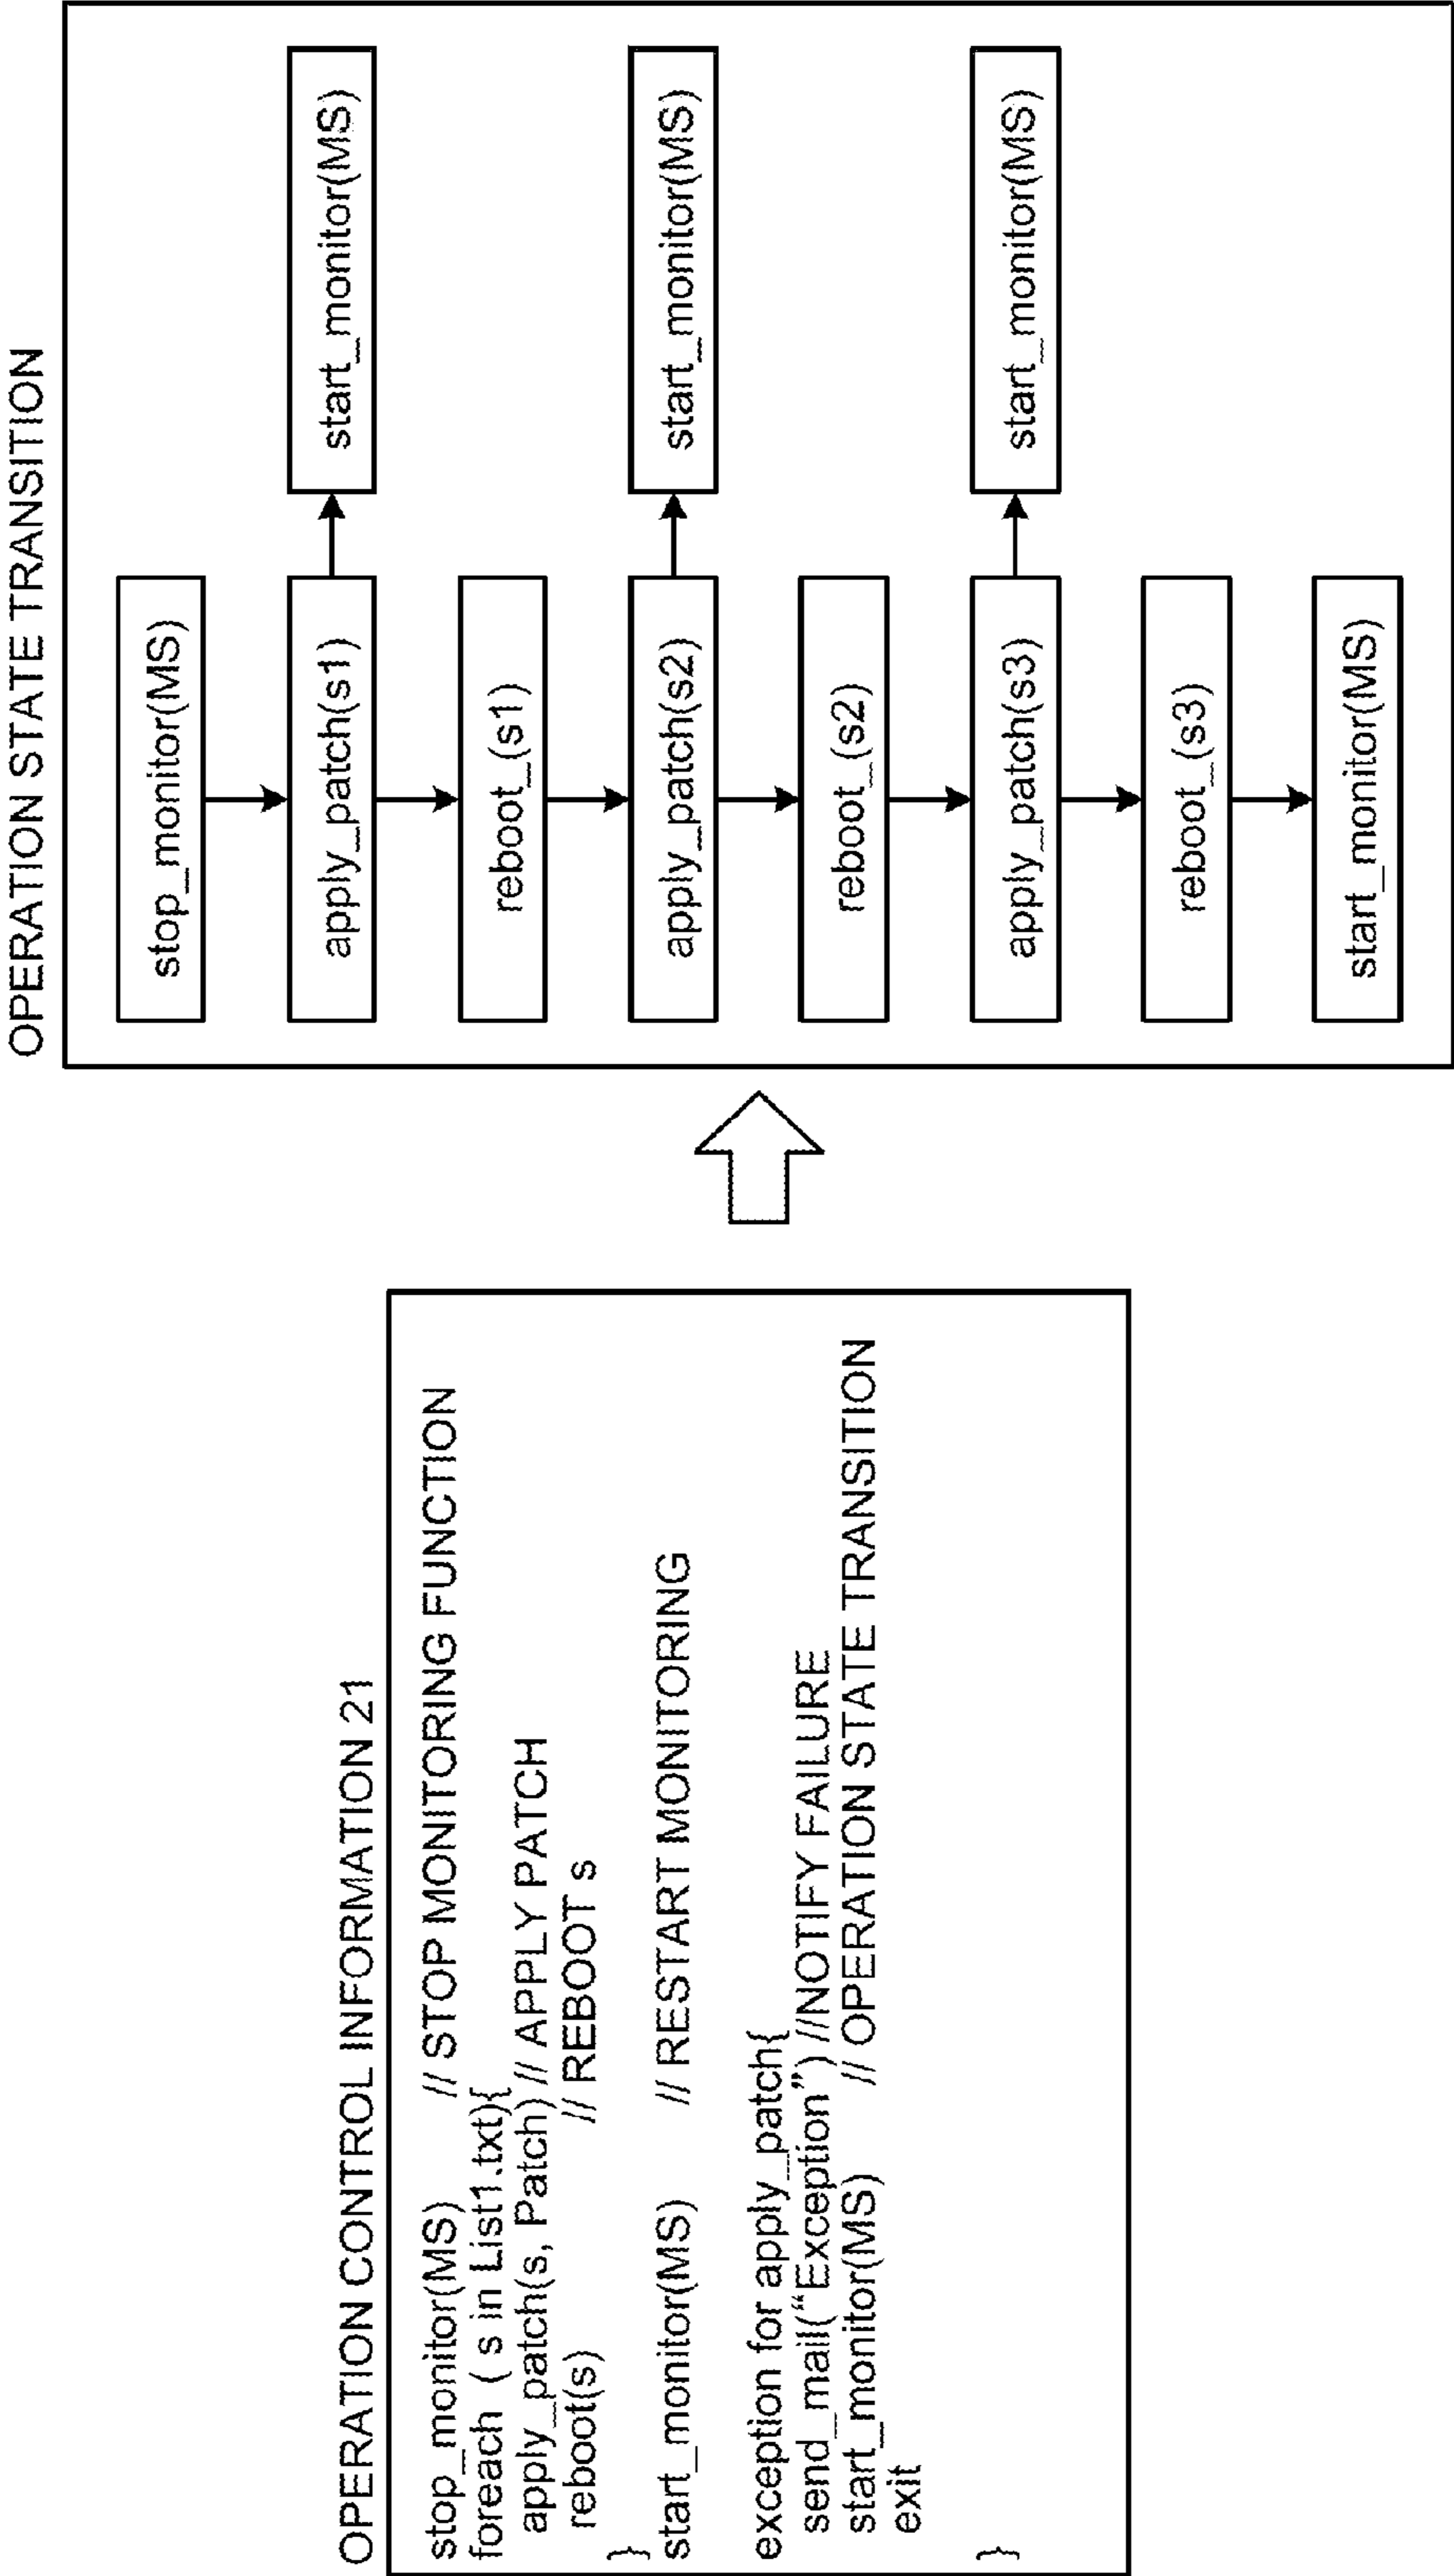 OPERATION CONTROL INFORMATION 21
stop_monitor(MS) // STOP MONITORING FUNCTION
foreach ( s in List1.txt){
apply_patch(s, Patch) // APPLY PATCH
reboot(s) // REBOOT s
}
start_monitor(MS) // RESTART MONITORING
exception for apply_patch{
send_mail(“Exception”) //NOTIFY FAILURE
start_monitor(MS) // OPERATION STATE TRANSITION
exit
}
OPERATION STATE TRANSITION
stop_monitor(MS)
apply_patch(s1) start_monitor(MS)
reboot_(s1)
apply_patch(s2) start_monitor(MS)
reboot_(s2)
apply_patch(s3) start_monitor(MS)
reboot_(s3)
start_monitor(MS)